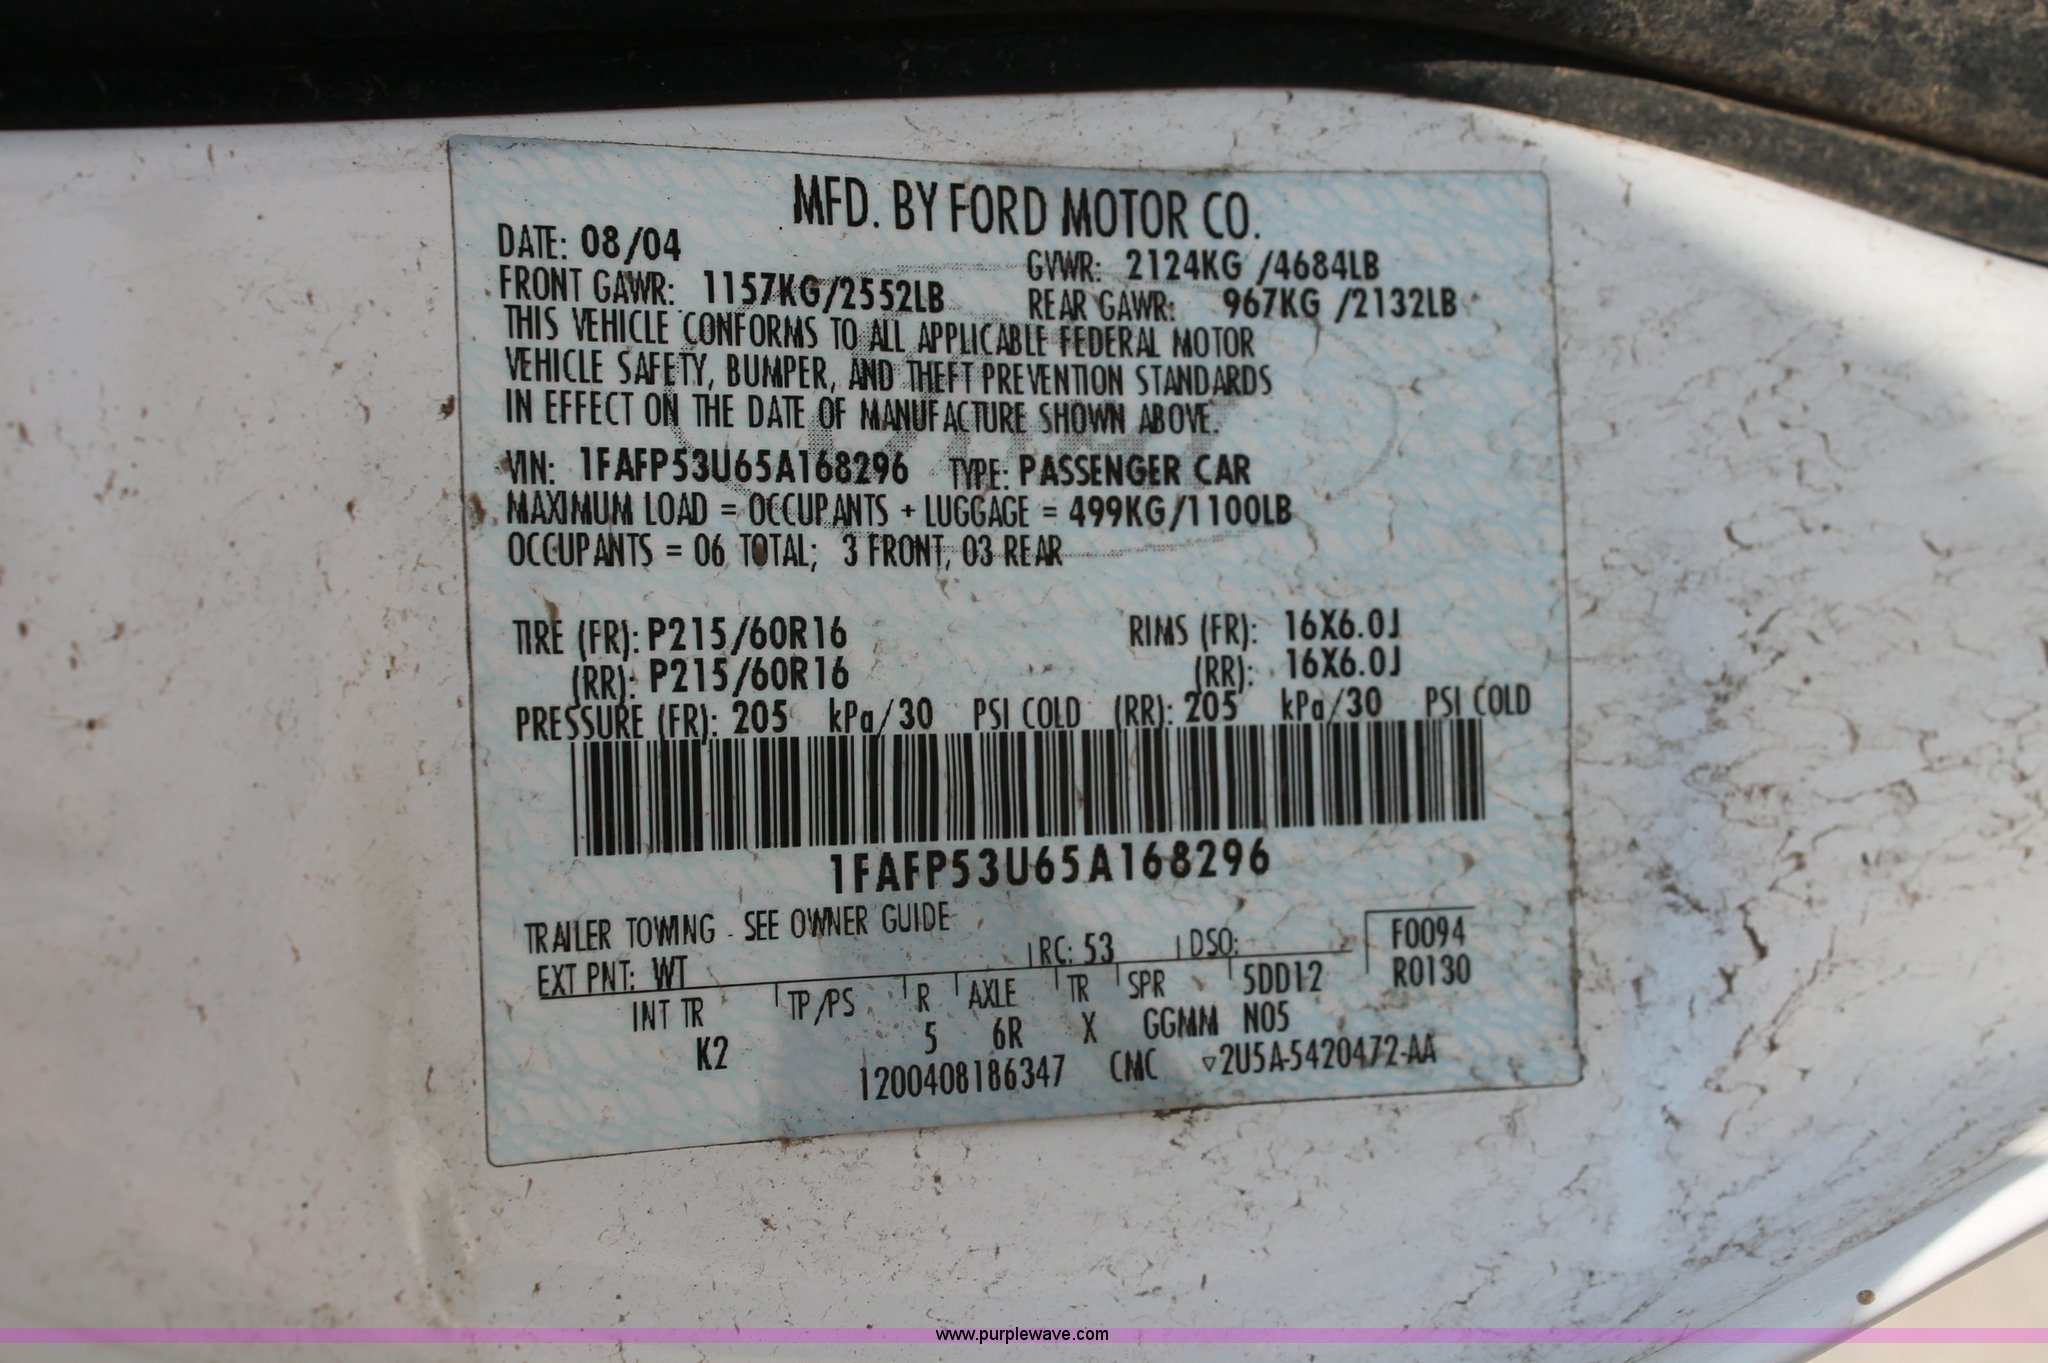 MFD. BY FORD MOTOR CO.
DATE: 08/04
GVWR: 2124KG /4684LB
FRONT GAWR: 1157KG/2552LB
REAR GAWR: 967KG /2132LB
THIS VEHICLE CONFORMS TO ALL APPLICABLE FEDERAL MOTOR
VEHICLE SAFETY, BUMPER, AND THEFT PREVENTION STANDARDS
IN EFFECT ON THE DATE OF MANUFACTURE SHOWN ABOVE.
VIN: 1FAFP53U65A168296 TYPE: PASSENGER CAR
MAXIMUM LOAD = OCCUPANTS + LUGGAGE = 499KG/1100LB
OCCUPANTS = 06 TOTAL; 3 FRONT, 03 REAR
TIRE (FR): P215/60R16 RIMS (FR): 16X6.0J
(RR): P215/60R16 (RR): 16X6.0J
PRESSURE (FR): 205 kPa/30 PSI COLD (RR): 205 kPa/30 PSI COLD
1FAFP53U65A168296
TRAILER TOWING - SEE OWNER GUIDE
EXT PNT: WT RC: 53 DSO: F0094
INT TR TP/PS R AXLE TR SPR 5DD12 R0130
K2 5 6R X GGMM N05
1200408186347 CMC ▽2U5A-5420472-AA
www.purplewave.com